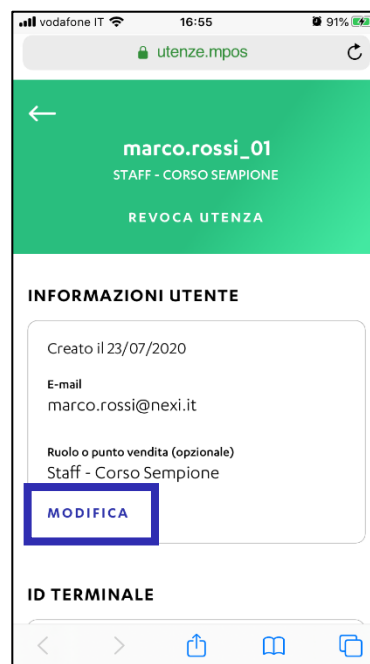 vodafone IT 16:55 91%
utenze.mpos
marco.rossi_01
STAFF - CORSO SEMPIONE
REVOCA UTENZA
INFORMAZIONI UTENTE
Creato il 23/07/2020
E-mail
marco.rossi@nexi.it
Ruolo o punto vendita (opzionale)
Staff - Corso Sempione
MODIFICA
ID TERMINALE